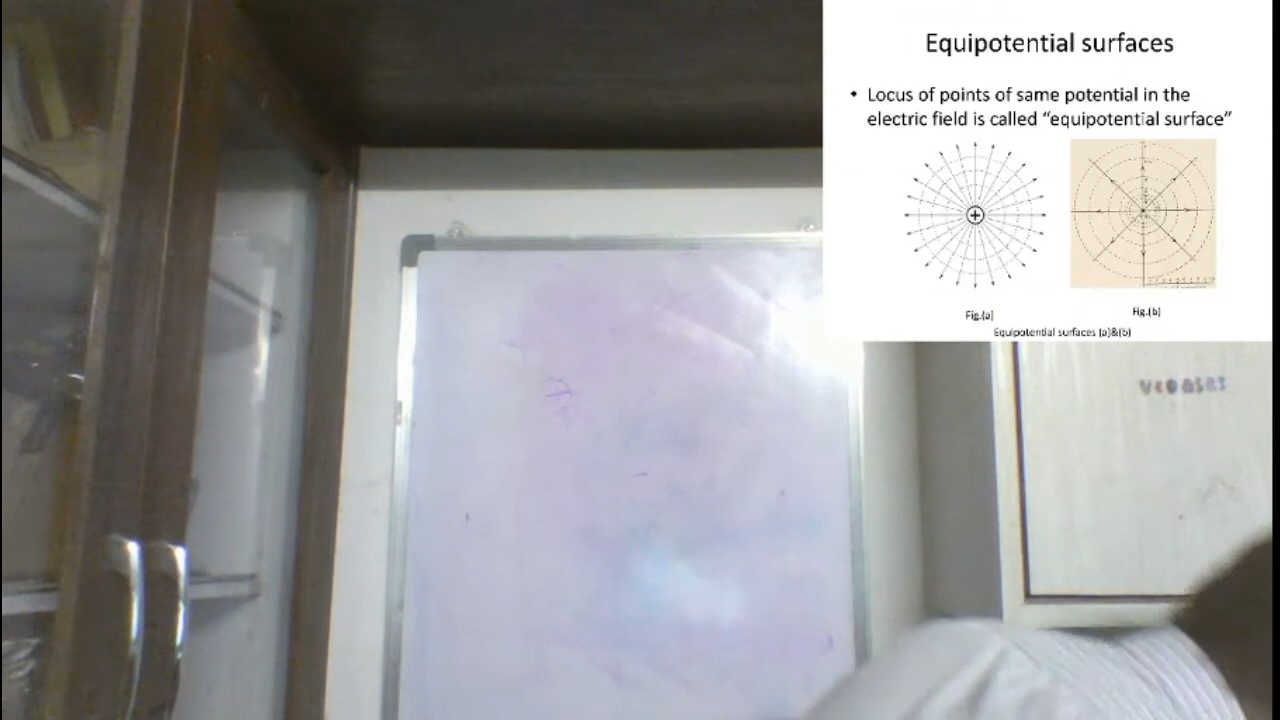 Equipotential surfaces
• Locus of points of same potential in the
electric field is called “equipotential surface”
+
Fig.(a)
Fig.(b)
Equipotential surfaces (a)&(b)